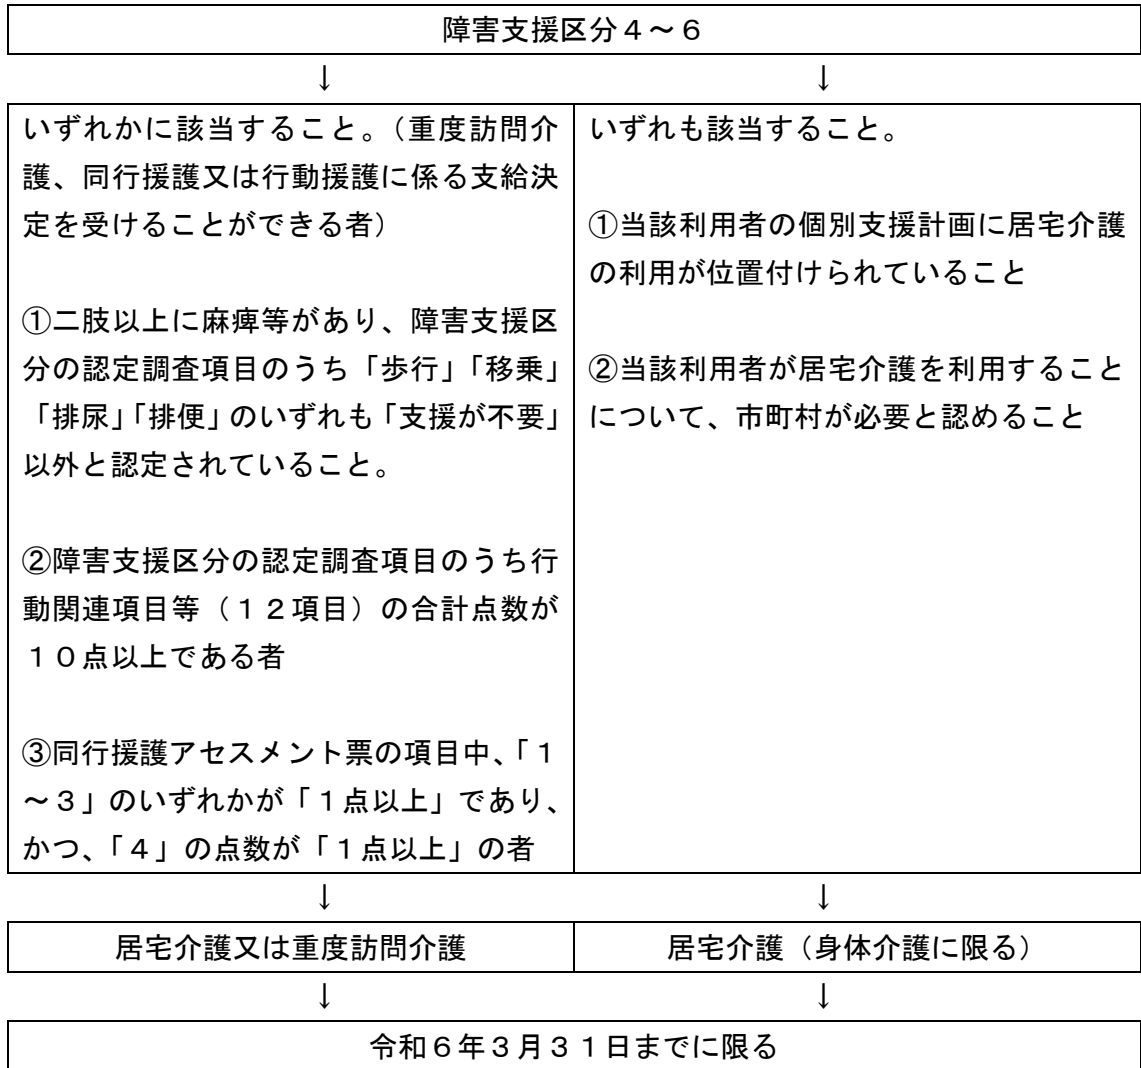 障害支援区分４～６
↓ ↓
いずれかに該当すること。（重度訪問介
護、同行援護又は行動援護に係る支給決
定を受けることができる者）
①二肢以上に麻痺等があり、障害支援区
分の認定調査項目のうち「歩行」「移乗」
「排尿」「排便」のいずれも「支援が不要」
以外と認定されていること。
②障害支援区分の認定調査項目のうち行
動関連項目等（１２項目）の合計点数が
１０点以上である者
③同行援護アセスメント票の項目中、「１
～３」のいずれかが「１点以上」であり、
かつ、「４」の点数が「１点以上」の者
いずれも該当すること。
①当該利用者の個別支援計画に居宅介護
の利用が位置付けられていること
②当該利用者が居宅介護を利用すること
について、市町村が必要と認めること
↓ ↓
居宅介護又は重度訪問介護
居宅介護（身体介護に限る）
↓ ↓
令和６年３月３１日までに限る